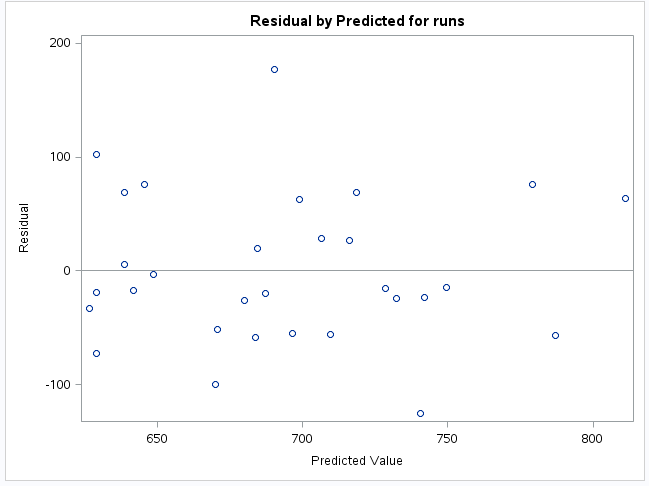 Residual by Predicted for runs
200
100
0
-100
Residual
650 700 750 800
Predicted Value